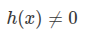 h(x) ≠ 0